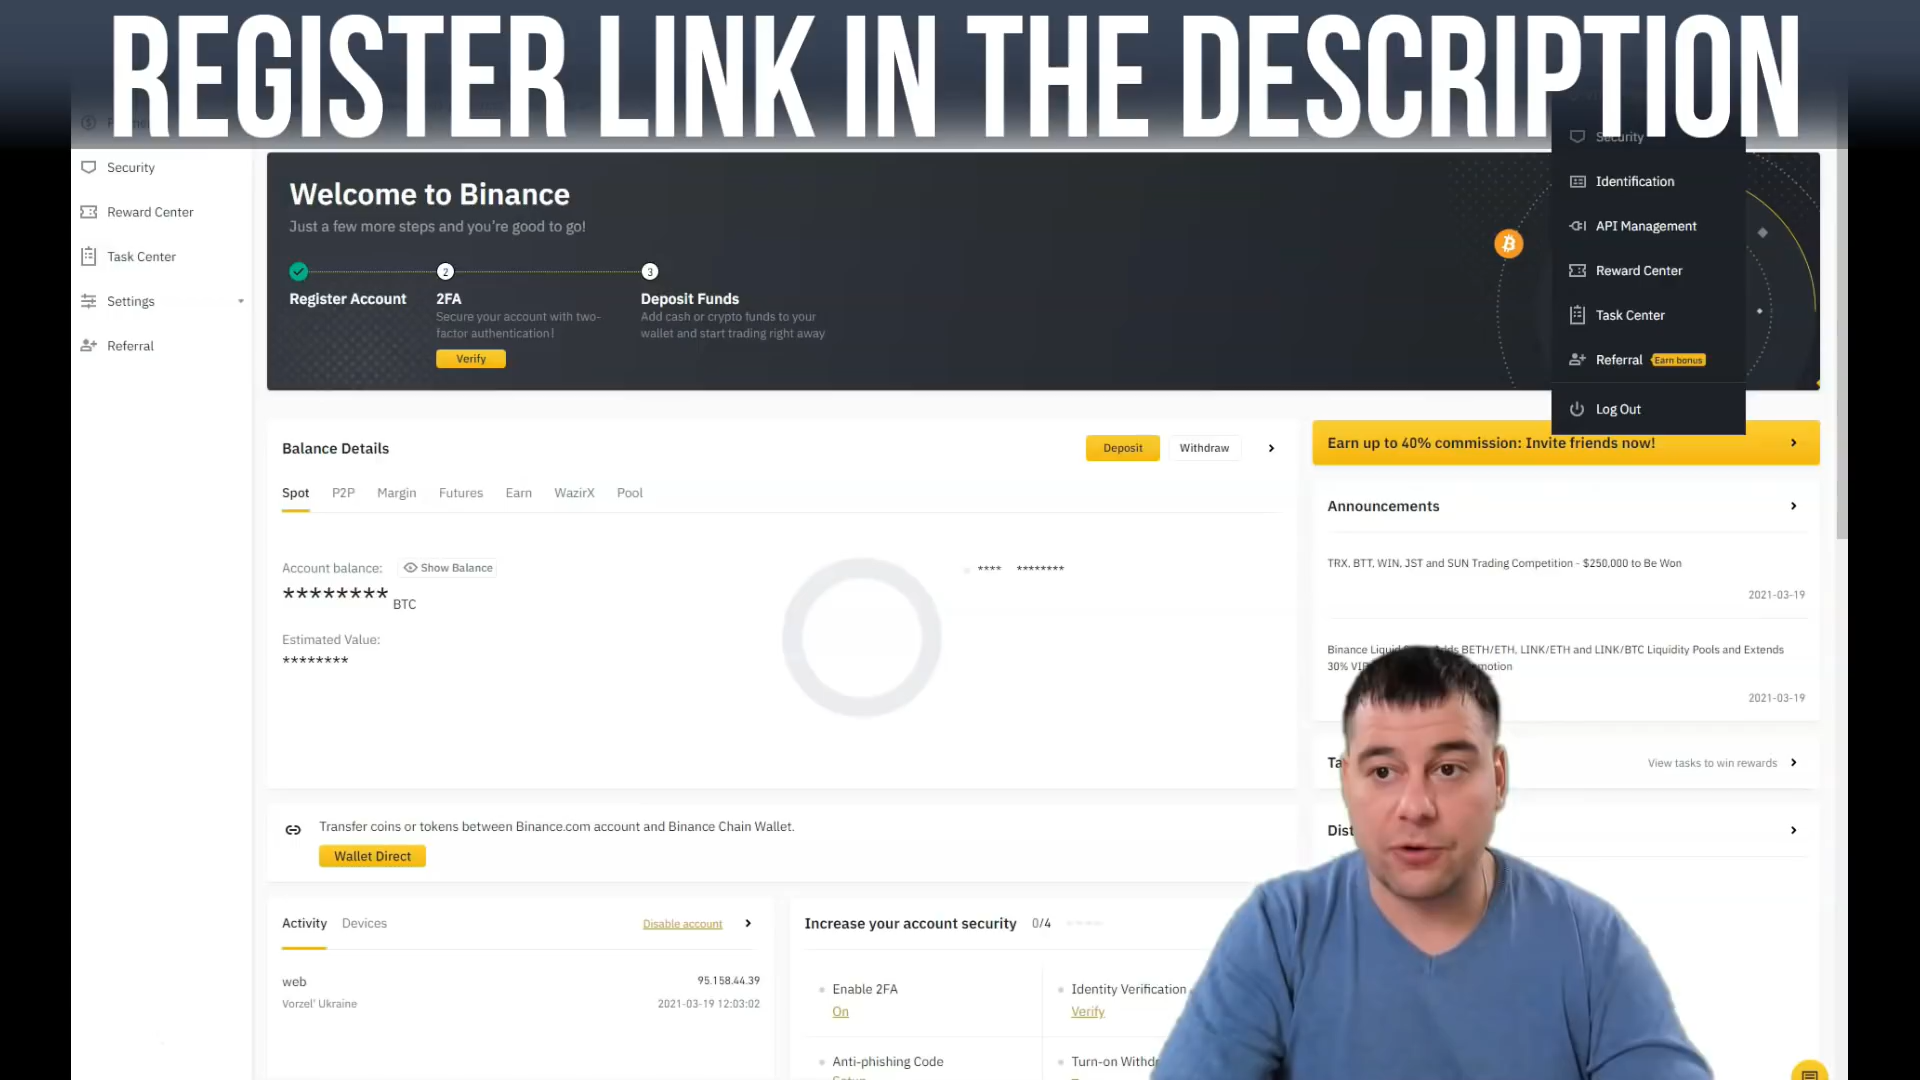 REGISTER LINK IN THE DESCRIPTION
Security
Reward Center
Task Center
Settings
Referral
Welcome to Binance
Just a few more steps and you're good to go!
2
3
Register Account
2FA
Secure your account with two-
factor authentication!
Verify
Deposit Funds
Add cash or crypto funds to your
wallet and start trading right away
Security
Identification
API Management
Reward Center
Task Center
Referral Earn bonus
Log Out
Balance Details
Deposit
Withdraw
Spot P2P Margin Futures Earn WazirX Pool
Account balance: Show Balance
******** BTC
Estimated Value:
********
**** ********
Earn up to 40% commission: Invite friends now!
Announcements
TRX, BTT, WIN, JST and SUN Trading Competition - $250,000 to Be Won
2021-03-19
Binance BETH/ETH, LINK/ETH and LINK/BTC Liquidity Pools and Extends
30%
2021-03-19
View tasks to win rewards
Transfer coins or tokens between Binance.com account and Binance Chain Wallet.
Wallet Direct
Activity Devices Disable account
web 95.158.44.39
Vorzel' Ukraine 2021-03-19 12:03:02
Increase your account security 0/4
Enable 2FA
On
Identity Verification
Verify
Anti-phishing Code
Turn-on